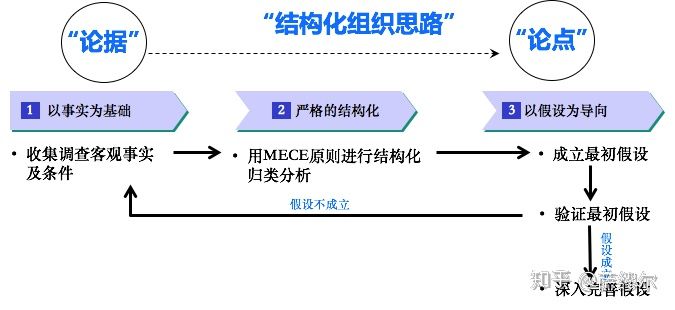 “结构化组织思路”
“论据”
“论点”
1 以事实为基础
2 严格的结构化
3 以假设为导向
• 收集调查客观事实
及条件
• 用MECE原则进行结构化
归类分析
• 成立最初假设
假设不成立
• 验证最初假设
假设成立
• 深入完善假设
知乎